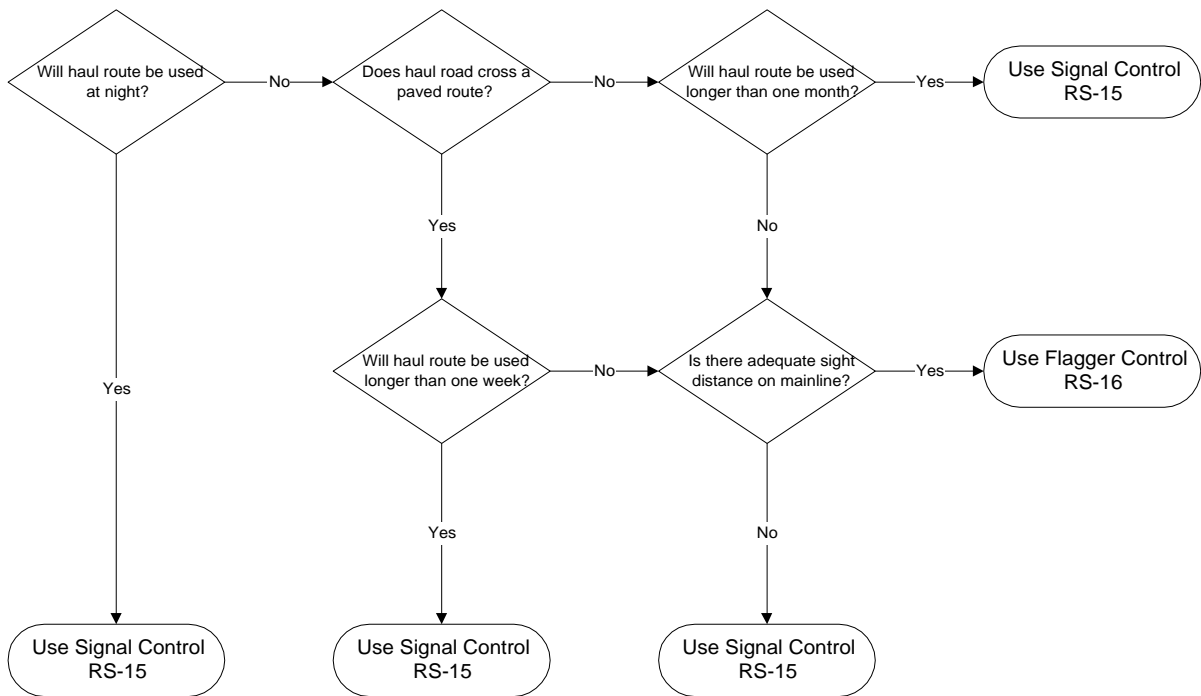 Will haul route be used
at night?
No
Does haul road cross a
paved route?
No
Will haul route be used
longer than one month?
Yes
Use Signal Control
RS-15
Yes
No
Yes
Will haul route be used
longer than one week?
No
Is there adequate sight
distance on mainline?
Yes
Use Flagger Control
RS-16
Yes
No
Use Signal Control
RS-15
Use Signal Control
RS-15
Use Signal Control
RS-15